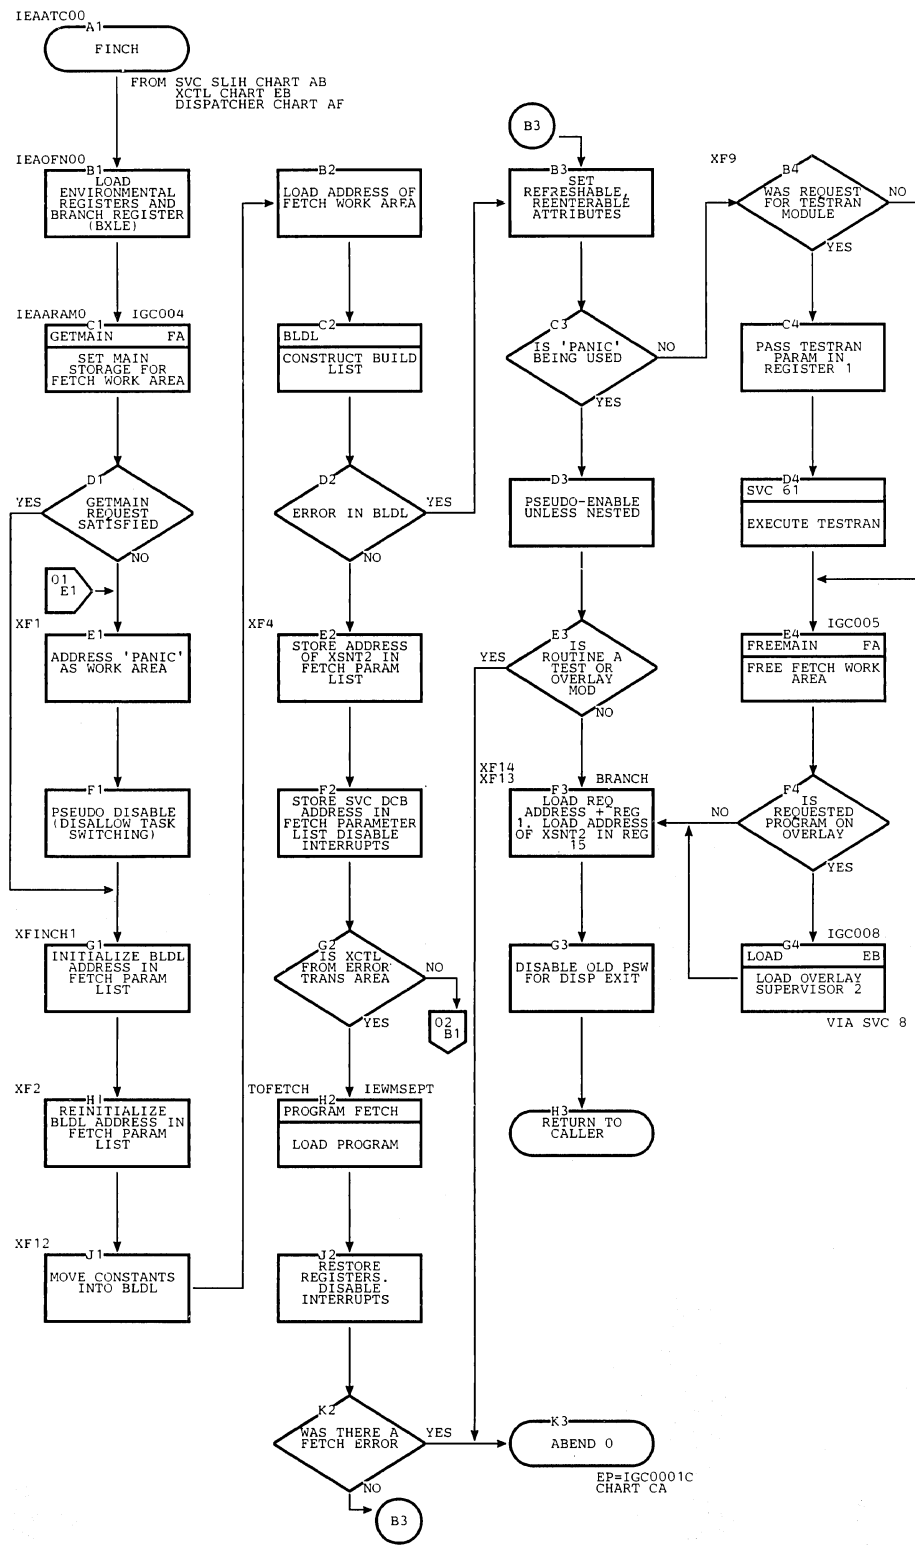 IEAATC00
A1
FINCH
FROM SVC SLIH CHART AB
XCTL CHART EB
DISPATCHER CHART AF
IEAOFN00
B1
LOAD
ENVIRONMENTAL
REGISTERS AND
BRANCH REGISTER
(BXLE)
IEAARAM0
IGC004
C1
GETMAIN
FA
SET MAIN
STORAGE FOR
FETCH WORK AREA
D1
GETMAIN
REQUEST
SATISFIED
YES
NO
01
E1
XF1
E1
ADDRESS 'PANIC'
AS WORK AREA
F1
PSEUDO DISABLE
(DISALLOW TASK
SWITCHING)
XFINCH1
G1
INITIALIZE BLDL
ADDRESS IN
FETCH PARAM
LIST
XF2
H1
REINITIALIZE
BLDL ADDRESS IN
FETCH PARAM
LIST
XF12
J1
MOVE CONSTANTS
INTO BLDL
B2
LOAD ADDRESS OF
FETCH WORK AREA
C2
BLDL
CONSTRUCT BUILD
LIST
D2
ERROR IN BLDL
YES
NO
XF4
E2
STORE ADDRESS
OF XSNT2 IN
FETCH PARAM
LIST
F2
STORE SVC DCB
ADDRESS IN
FETCH PARAMETER
LIST DISABLE
INTERRUPTS
G2
IS XCTL
FROM ERROR
TRANS AREA
NO
02
B1
YES
TOFETCH
IEWMSEPT
H2
PROGRAM FETCH
LOAD PROGRAM
J2
RESTORE
REGISTERS.
DISABLE
INTERRUPTS
K2
WAS THERE A
FETCH ERROR
YES
NO
B3
B3
B3
SET
REFRESHABLE,
REENTERABLE
ATTRIBUTES
C3
IS 'PANIC'
BEING USED
NO
YES
D3
PSEUDO-ENABLE
UNLESS NESTED
E3
IS
ROUTINE A
TEST OR
OVERLAY
MOD
YES
NO
XF14
XF13
BRANCH
F3
LOAD REQ
ADDRESS + REG
1. LOAD ADDRESS
OF XSNT2 IN REG
15
G3
DISABLE OLD PSW
FOR DISP EXIT
H3
RETURN TO
CALLER
K3
ABEND 0
EP=IGC0001C
CHART CA
XF9
B4
WAS REQUEST
FOR TESTRAN
MODULE
NO
YES
C4
PASS TESTRAN
PARAM IN
REGISTER 1
D4
SVC 61
EXECUTE TESTRAN
IGC005
E4
FREEMAIN
FA
FREE FETCH WORK
AREA
F4
IS
REQUESTED
PROGRAM ON
OVERLAY
NO
YES
IGC008
G4
LOAD
EB
LOAD OVERLAY
SUPERVISOR 2
VIA SVC 8